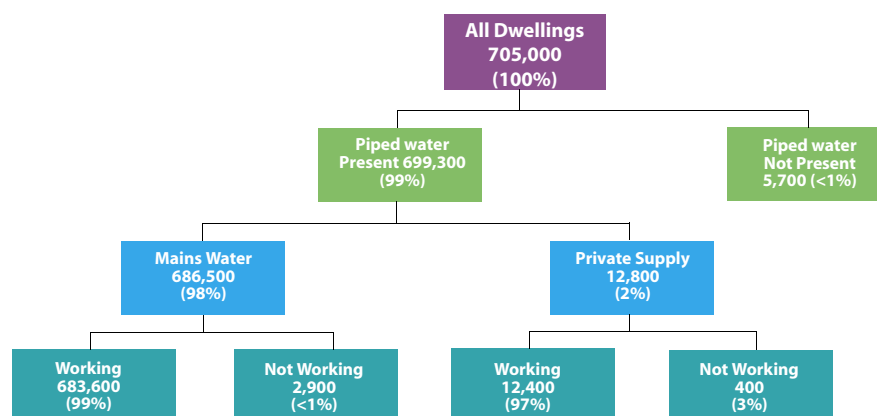 All Dwellings
705,000
(100%)
Piped water
Present 699,300
(99%)
Piped water
Not Present
5,700 (<1%)
Mains Water
686,500
(98%)
Private Supply
12,800
(2%)
Working
683,600
(99%)
Not Working
2,900
(<1%)
Working
12,400
(97%)
Not Working
400
(3%)